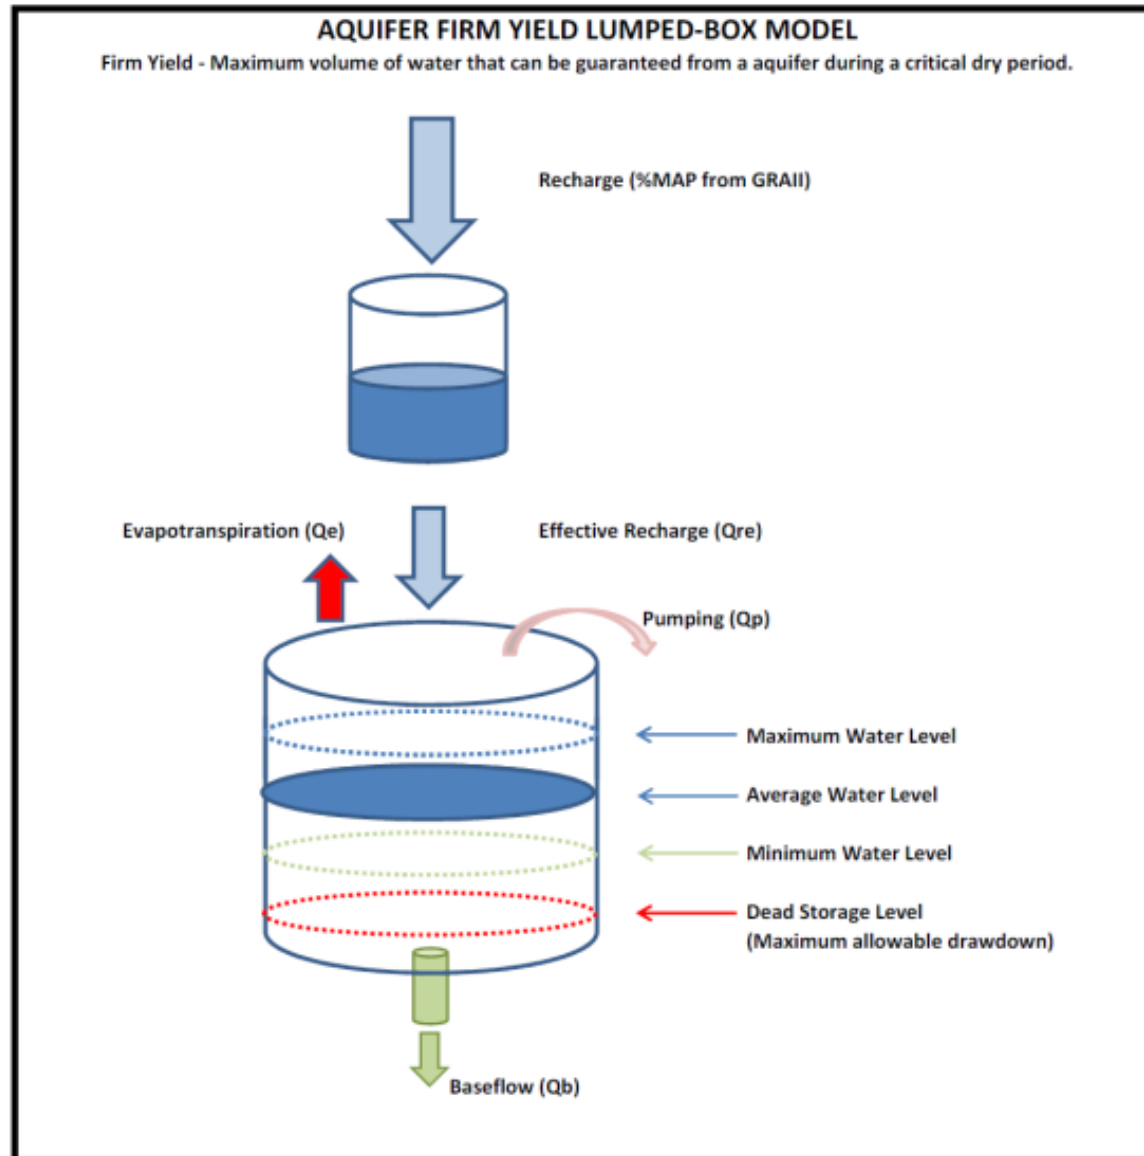 AQUIFER FIRM YIELD LUMPED-BOX MODEL
Firm Yield - Maximum volume of water that can be guaranteed from a aquifer during a critical dry period.
Recharge (%MAP from GRAII)
Evapotranspiration (Qe)
Effective Recharge (Qre)
Pumping (Qp)
Maximum Water Level
Average Water Level
Minimum Water Level
Dead Storage Level
(Maximum allowable drawdown)
Baseflow (Qb)